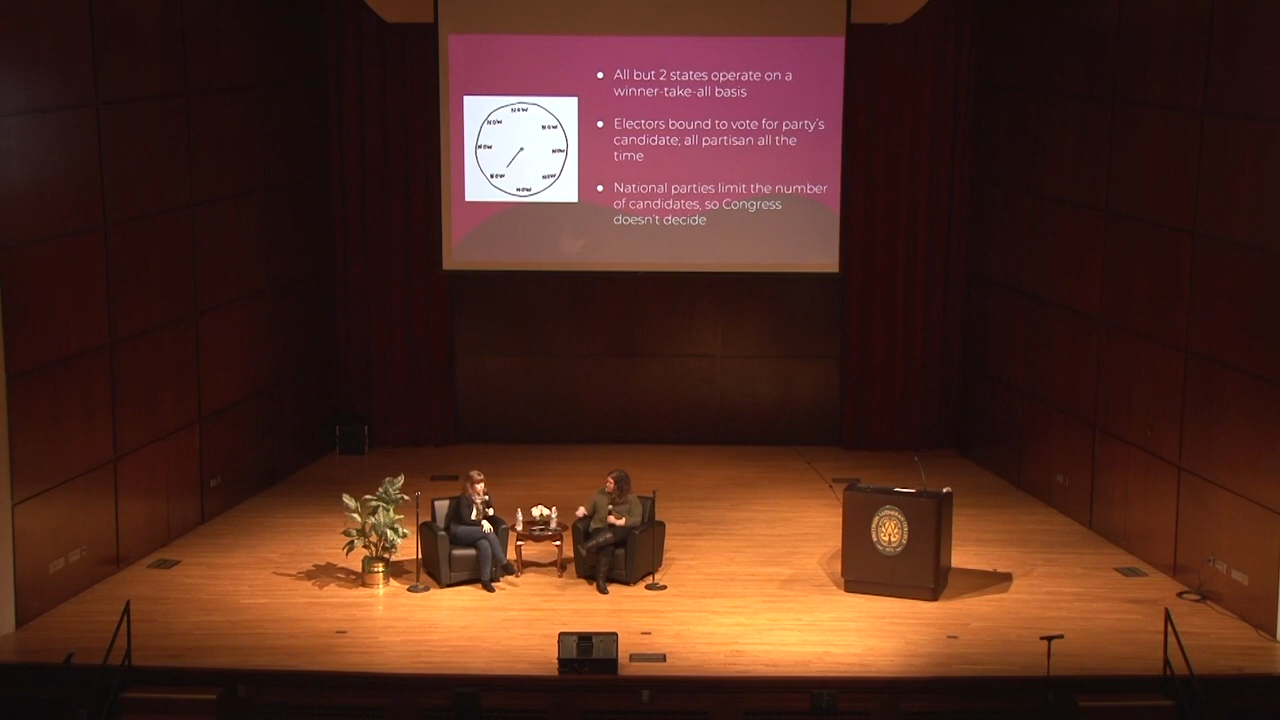 All but 2 states operate on a
winner-take-all basis
Electors bound to vote for party's
candidate; all partisan all the
time
National parties limit the number
of candidates, so Congress
doesn't decide
NOW
NOW
NOW
NOW
NOW
NOW
NOW
NOW